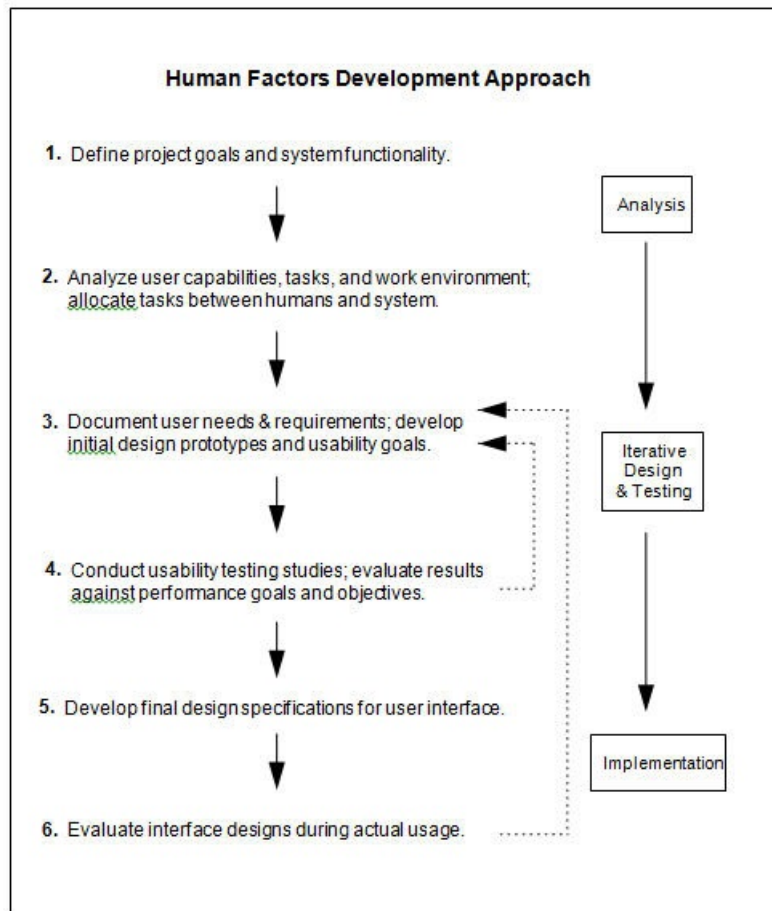 Human Factors Development Approach
1. Define project goals and system functionality.
Analysis
2. Analyze user capabilities, tasks, and work environment;
allocate tasks between humans and system.
3. Document user needs & requirements; develop
initial design prototypes and usability goals.
Iterative
Design
& Testing
4. Conduct usability testing studies; evaluate results
against performance goals and objectives.
5. Develop final design specifications for user interface.
Implementation
6. Evaluate interface designs during actual usage.